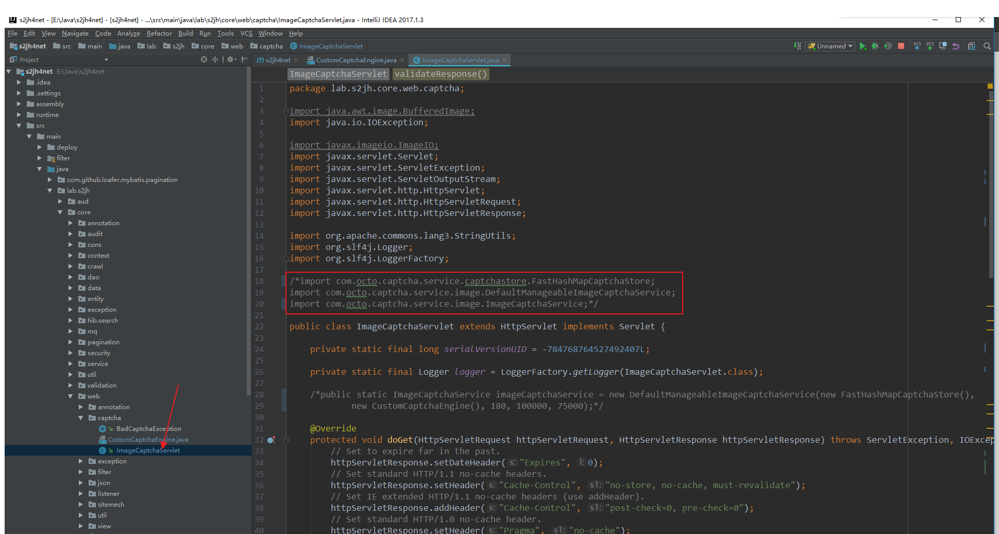 s2jh4net - [E:\Java\s2jh4net] - [s2jh4net] - ...\src\main\java\lab\s2jh\core\web\captcha\ImageCaptchaServlet.java - IntelliJ IDEA 2017.1.3
File Edit View Navigate Code Analyze Refactor Build Run Tools VCS Window Help
s2jh4net src main java lab s2jh core web captcha ImageCaptchaServlet
Unnamed VCS VCS
Project
s2jh4net CustomCaptchaEngine.java ImageCaptchaServlet.java
s2jh4net E:\Java\s2jh4net
.idea
.settings
assembly
runtime
src
main
deploy
filter
java
com.github.loafer.mybatis.pagination
lab.s2jh
aud
core
annotation
audit
cons
context
crawl
dao
data
entity
exception
hib.search
mq
pagination
security
service
util
validation
web
annotation
captcha
BadCaptchaException
CustomCaptchaEngine.java
ImageCaptchaServlet
exception
filter
json
listener
sitemesh
util
view
ImageCaptchaServlet validateResponse()
1 package lab.s2jh.core.web.captcha;
2
3 import java.awt.image.BufferedImage;
4 import java.io.IOException;
5
6 import javax.imageio.ImageIO;
7 import javax.servlet.Servlet;
8 import javax.servlet.ServletException;
9 import javax.servlet.ServletOutputStream;
10 import javax.servlet.http.HttpServlet;
11 import javax.servlet.http.HttpServletRequest;
12 import javax.servlet.http.HttpServletResponse;
13
14 import org.apache.commons.lang3.StringUtils;
15 import org.slf4j.Logger;
16 import org.slf4j.LoggerFactory;
17
18 /*import com.octo.captcha.service.captchastore.FastHashMapCaptchaStore;
19 import com.octo.captcha.service.image.DefaultManageableImageCaptchaService;
20 import com.octo.captcha.service.image.ImageCaptchaService;*/
21
22 public class ImageCaptchaServlet extends HttpServlet implements Servlet {
23
24 private static final long serialVersionUID = -784768764527492407L;
25
26 private static final Logger logger = LoggerFactory.getLogger(ImageCaptchaServlet.class);
27
28 /*public static ImageCaptchaService imageCaptchaService = new DefaultManageableImageCaptchaService(new FastHashMapCaptchaStore(),
29 new CustomCaptchaEngine(), 180, 100000, 75000);*/
30
31 @Override
32 protected void doGet(HttpServletRequest httpServletRequest, HttpServletResponse httpServletResponse) throws ServletException, IOExcep
33 // Set to expire far in the past.
34 httpServletResponse.setDateHeader( s: "Expires", l: 0);
35 // Set standard HTTP/1.1 no-cache headers.
36 httpServletResponse.setHeader( s: "Cache-Control", s1: "no-store, no-cache, must-revalidate");
37 // Set IE extended HTTP/1.1 no-cache headers (use addHeader).
38 httpServletResponse.addHeader( s: "Cache-Control", s1: "post-check=0, pre-check=0");
39 // Set standard HTTP/1.0 no-cache header.
40 httpServletResponse.setHeader( s: "Pragma", s1: "no-cache");